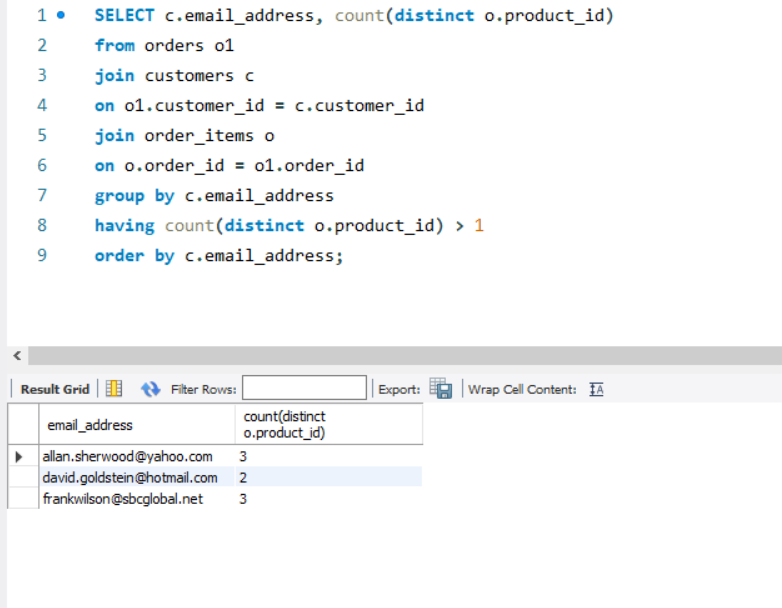 1 SELECT c.email_address, count(distinct o.product_id)
2 from orders o1
3 join customers c
4 on o1.customer_id = c.customer_id
5 join order_items o
6 on o.order_id = o1.order_id
7 group by c.email_address
8 having count(distinct o.product_id) > 1
9 order by c.email_address;
Result Grid Filter Rows: Export: Wrap Cell Content: IA
email_address count(distinct
o.product_id)
allan.sherwood@yahoo.com 3
david.goldstein@hotmail.com 2
frankwilson@sbcglobal.net 3